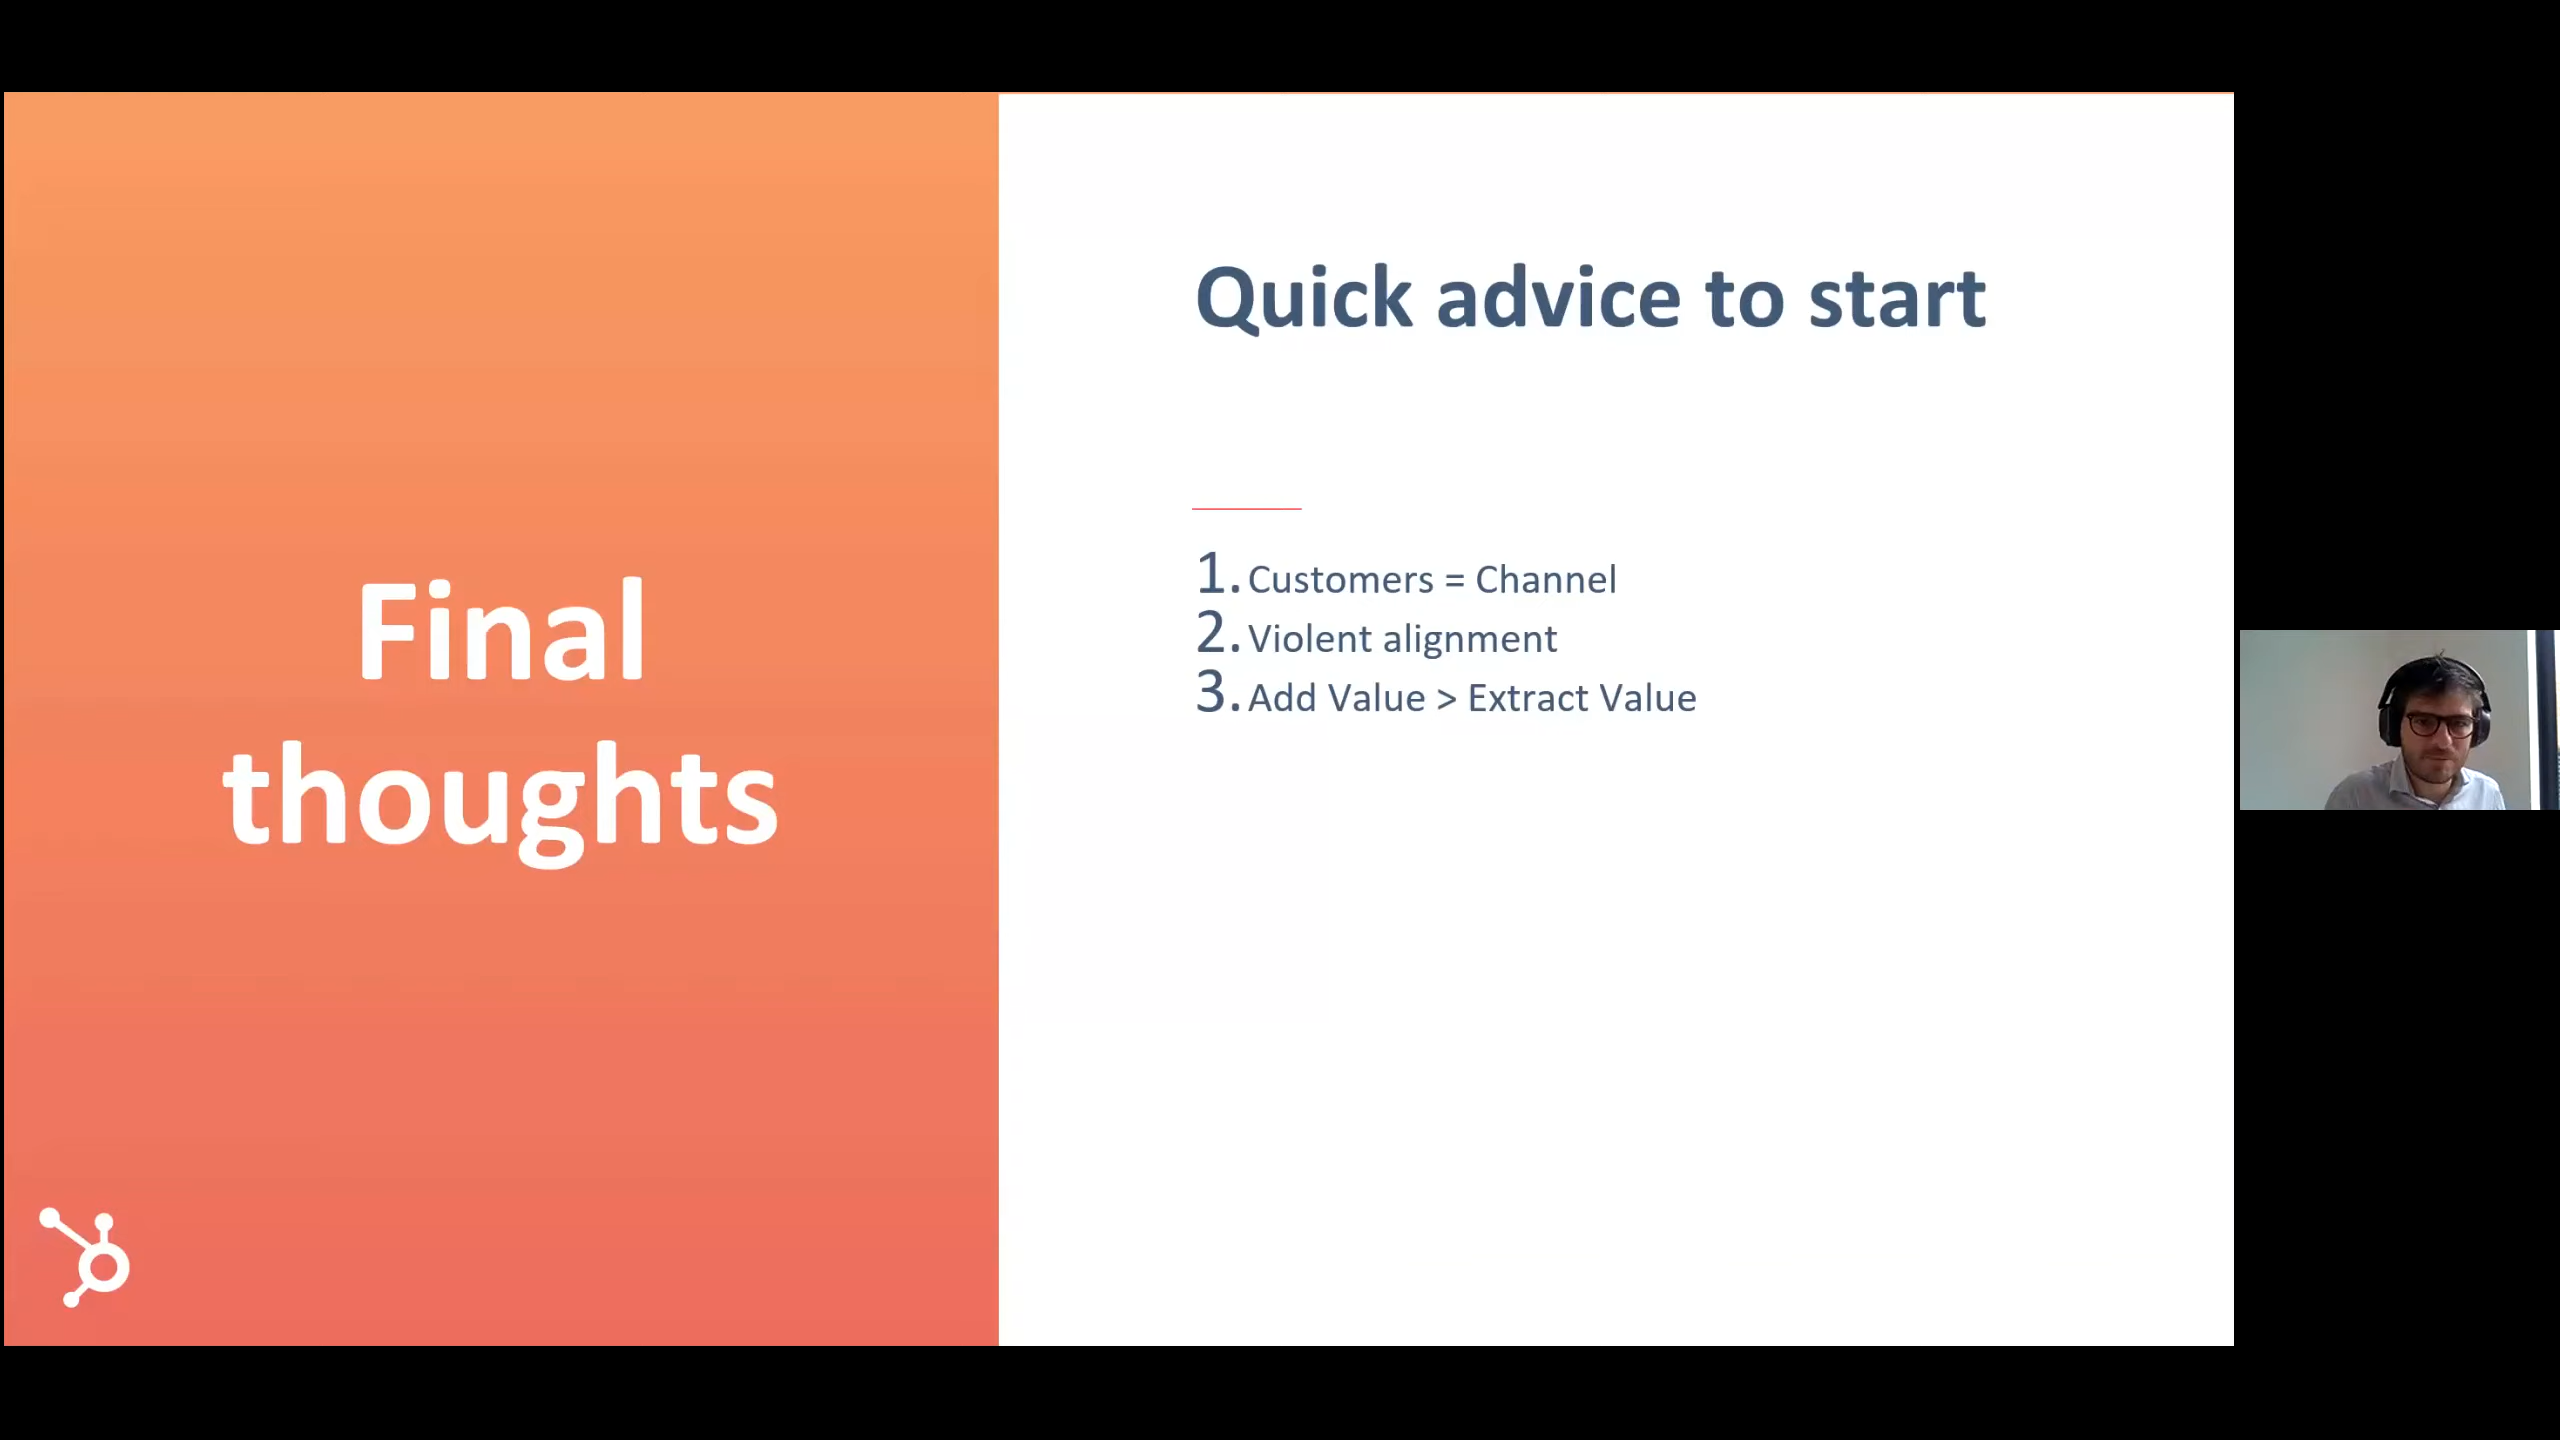 Final
thoughts
Quick advice to start
1. Customers = Channel
2. Violent alignment
3. Add Value > Extract Value